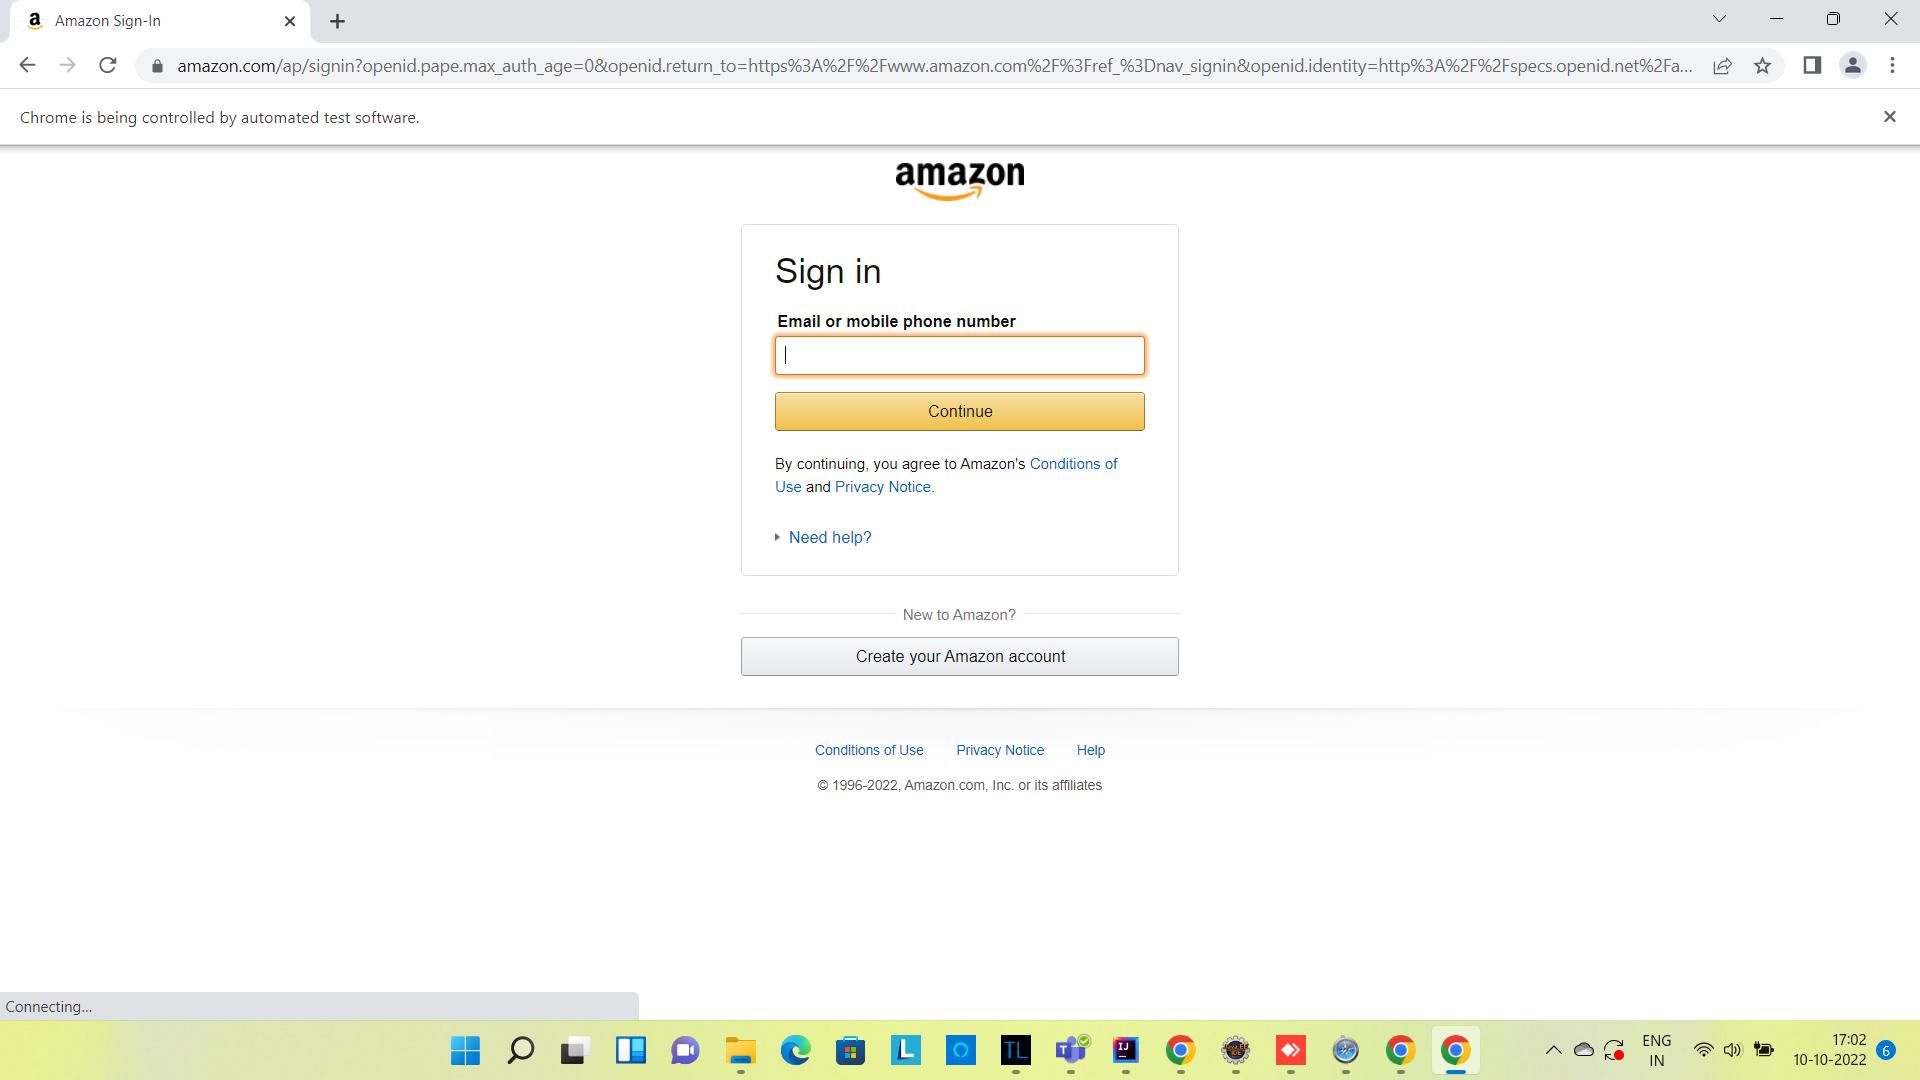 Amazon Sign-In
amazon.com/ap/signin?openid.pape.max_auth_age=0&openid.return_to=https%3A%2F%2Fwww.amazon.com%2F%3Fref_%3Dnav_signin&openid.identity=http%3A%2F%2Fspecs.openid.net%2Fa...
Chrome is being controlled by automated test software.
amazon
Sign in
Email or mobile phone number
Continue
By continuing, you agree to Amazon's Conditions of
Use and Privacy Notice.
Need help?
New to Amazon?
Create your Amazon account
Conditions of Use Privacy Notice Help
© 1996-2022, Amazon.com, Inc. or its affiliates
Connecting...
L TL IJ
ENG
IN
17:02
10-10-2022
6